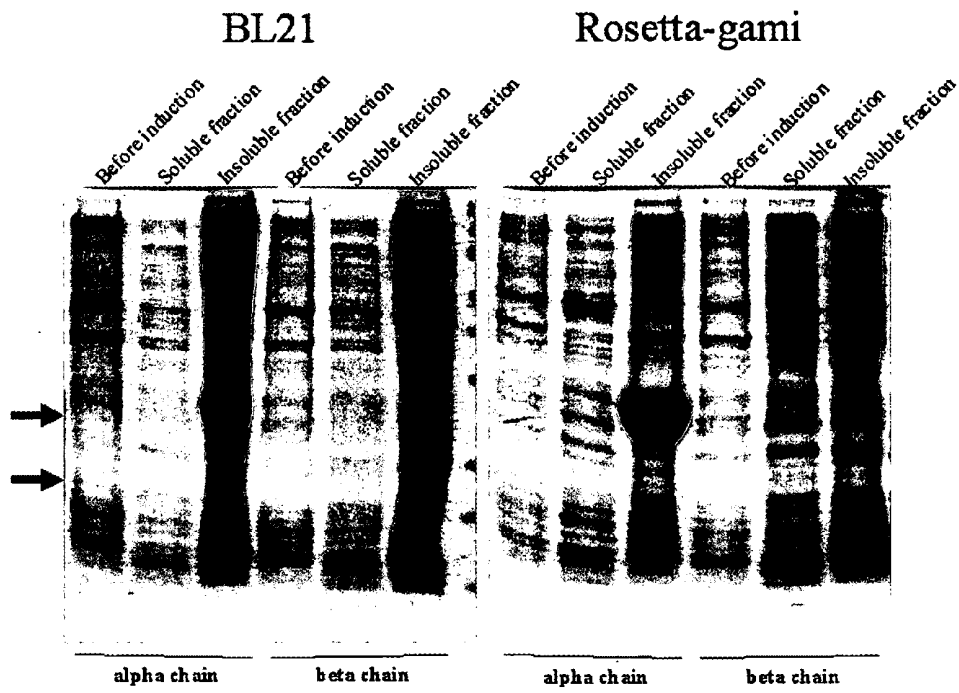 BL21
Rosetta-gami
Before induction
Soluble fraction
Insoluble fraction
Before induction
Soluble fraction
Insoluble fraction
Before induction
Soluble fraction
Insoluble fraction
Before induction
Soluble fraction
Insoluble fraction
alpha chain
beta chain
alpha chain
beta chain